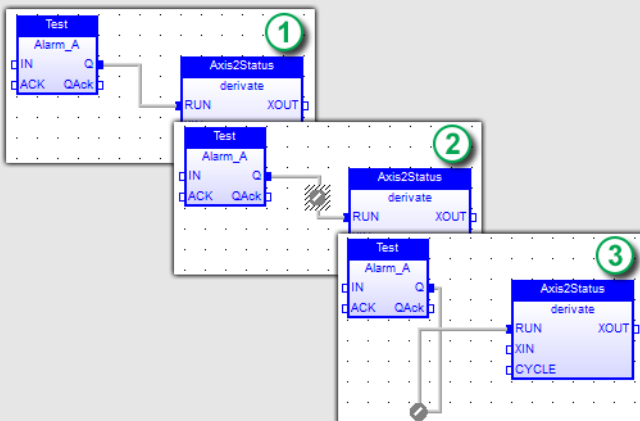 Test
1
Alarm_A
IN Q
Axis2Status
ACK QAck
derivate
RUN XOUT
Test
2
Alarm_A
IN Q
Axis2Status
ACK QAck
derivate
RUN XOUT
Test
3
Alarm_A
IN Q
Axis2Status
ACK QAck
derivate
RUN XOUT
XIN
CYCLE